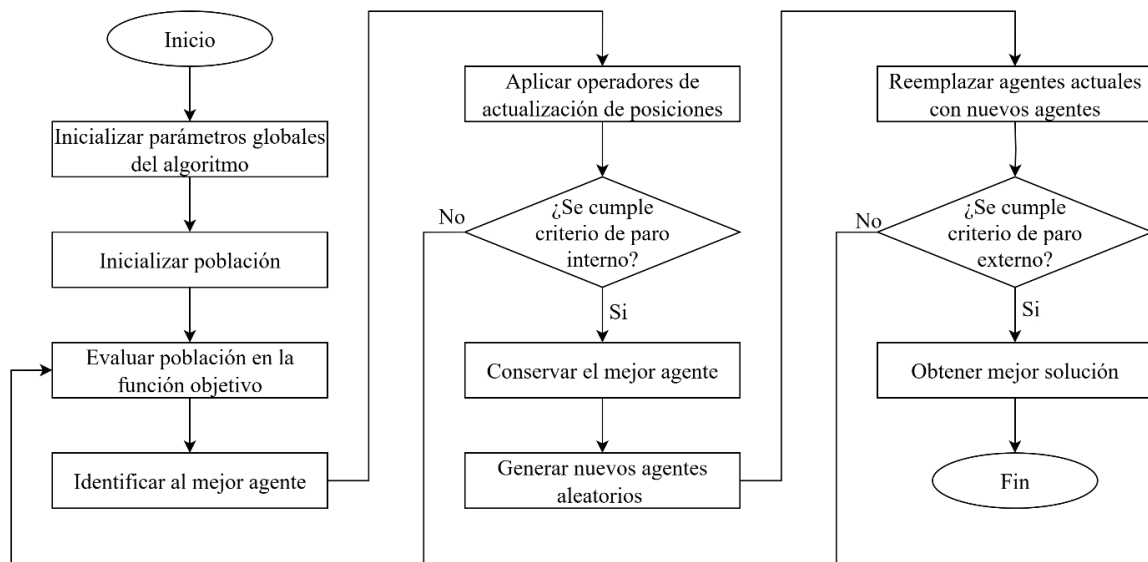 Inicio
Inicializar parámetros globales
del algoritmo
Inicializar población
Evaluar población en la
función objetivo
Identificar al mejor agente
Aplicar operadores de
actualización de posiciones
No
¿Se cumple
criterio de paro
interno?
Si
Conservar el mejor agente
Generar nuevos agentes
aleatorios
Reemplazar agentes actuales
con nuevos agentes
No
¿Se cumple
criterio de paro
externo?
Si
Obtener mejor solución
Fin